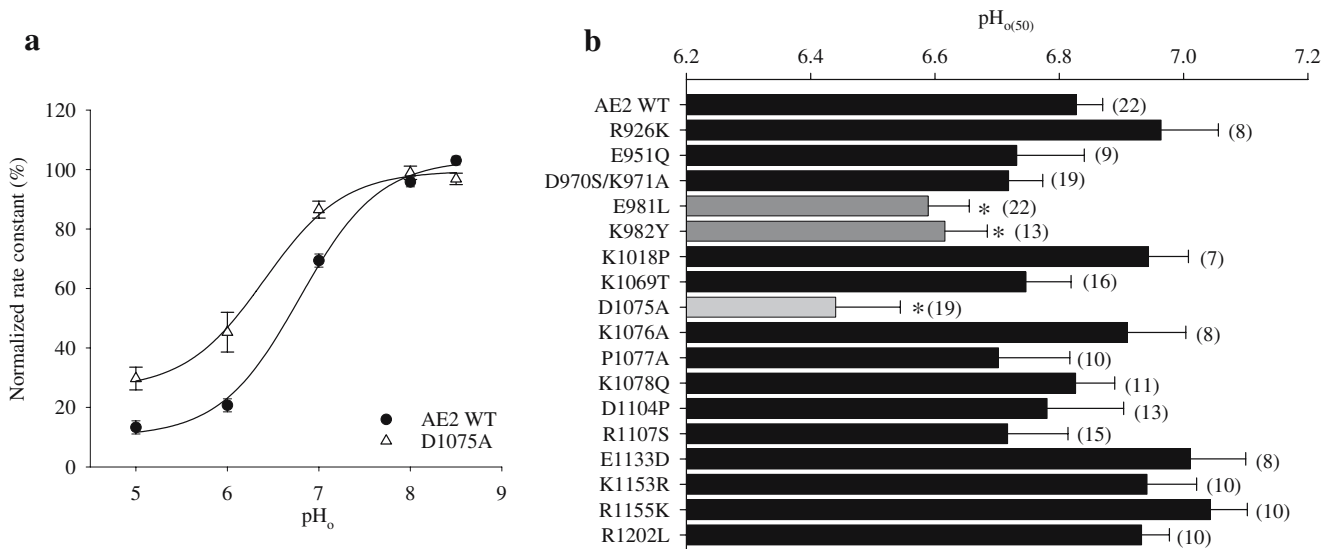 a
Normalized rate constant (%)
120
100
80
60
40
20
0
5 6 7 8 9
pHo
AE2 WT
D1075A
b
pHo(50)
6.2 6.4 6.6 6.8 7.0 7.2
AE2 WT (22)
R926K (8)
E951Q (9)
D970S/K971A (19)
E981L * (22)
K982Y * (13)
K1018P (7)
K1069T (16)
D1075A *(19)
K1076A (8)
P1077A (10)
K1078Q (11)
D1104P (13)
R1107S (15)
E1133D (8)
K1153R (10)
R1155K (10)
R1202L (10)